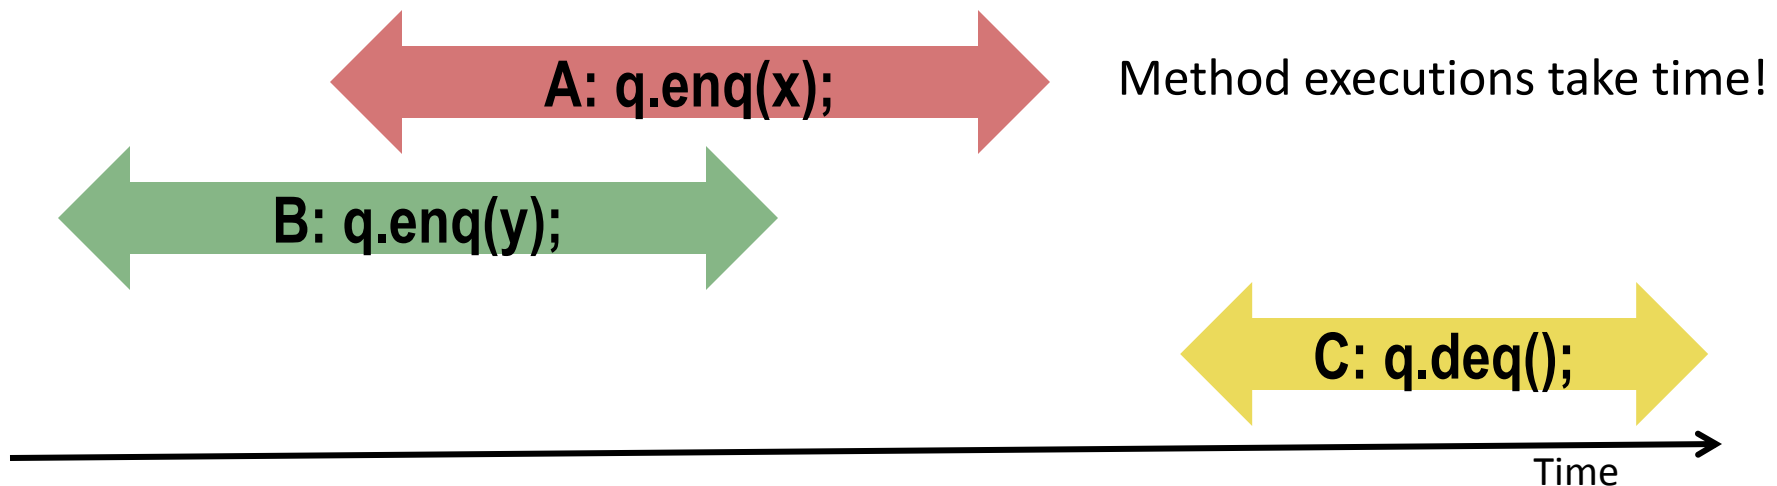 A: q.enq(x);
Method executions take time!
B: q.enq(y);
C: q.deq();
Time